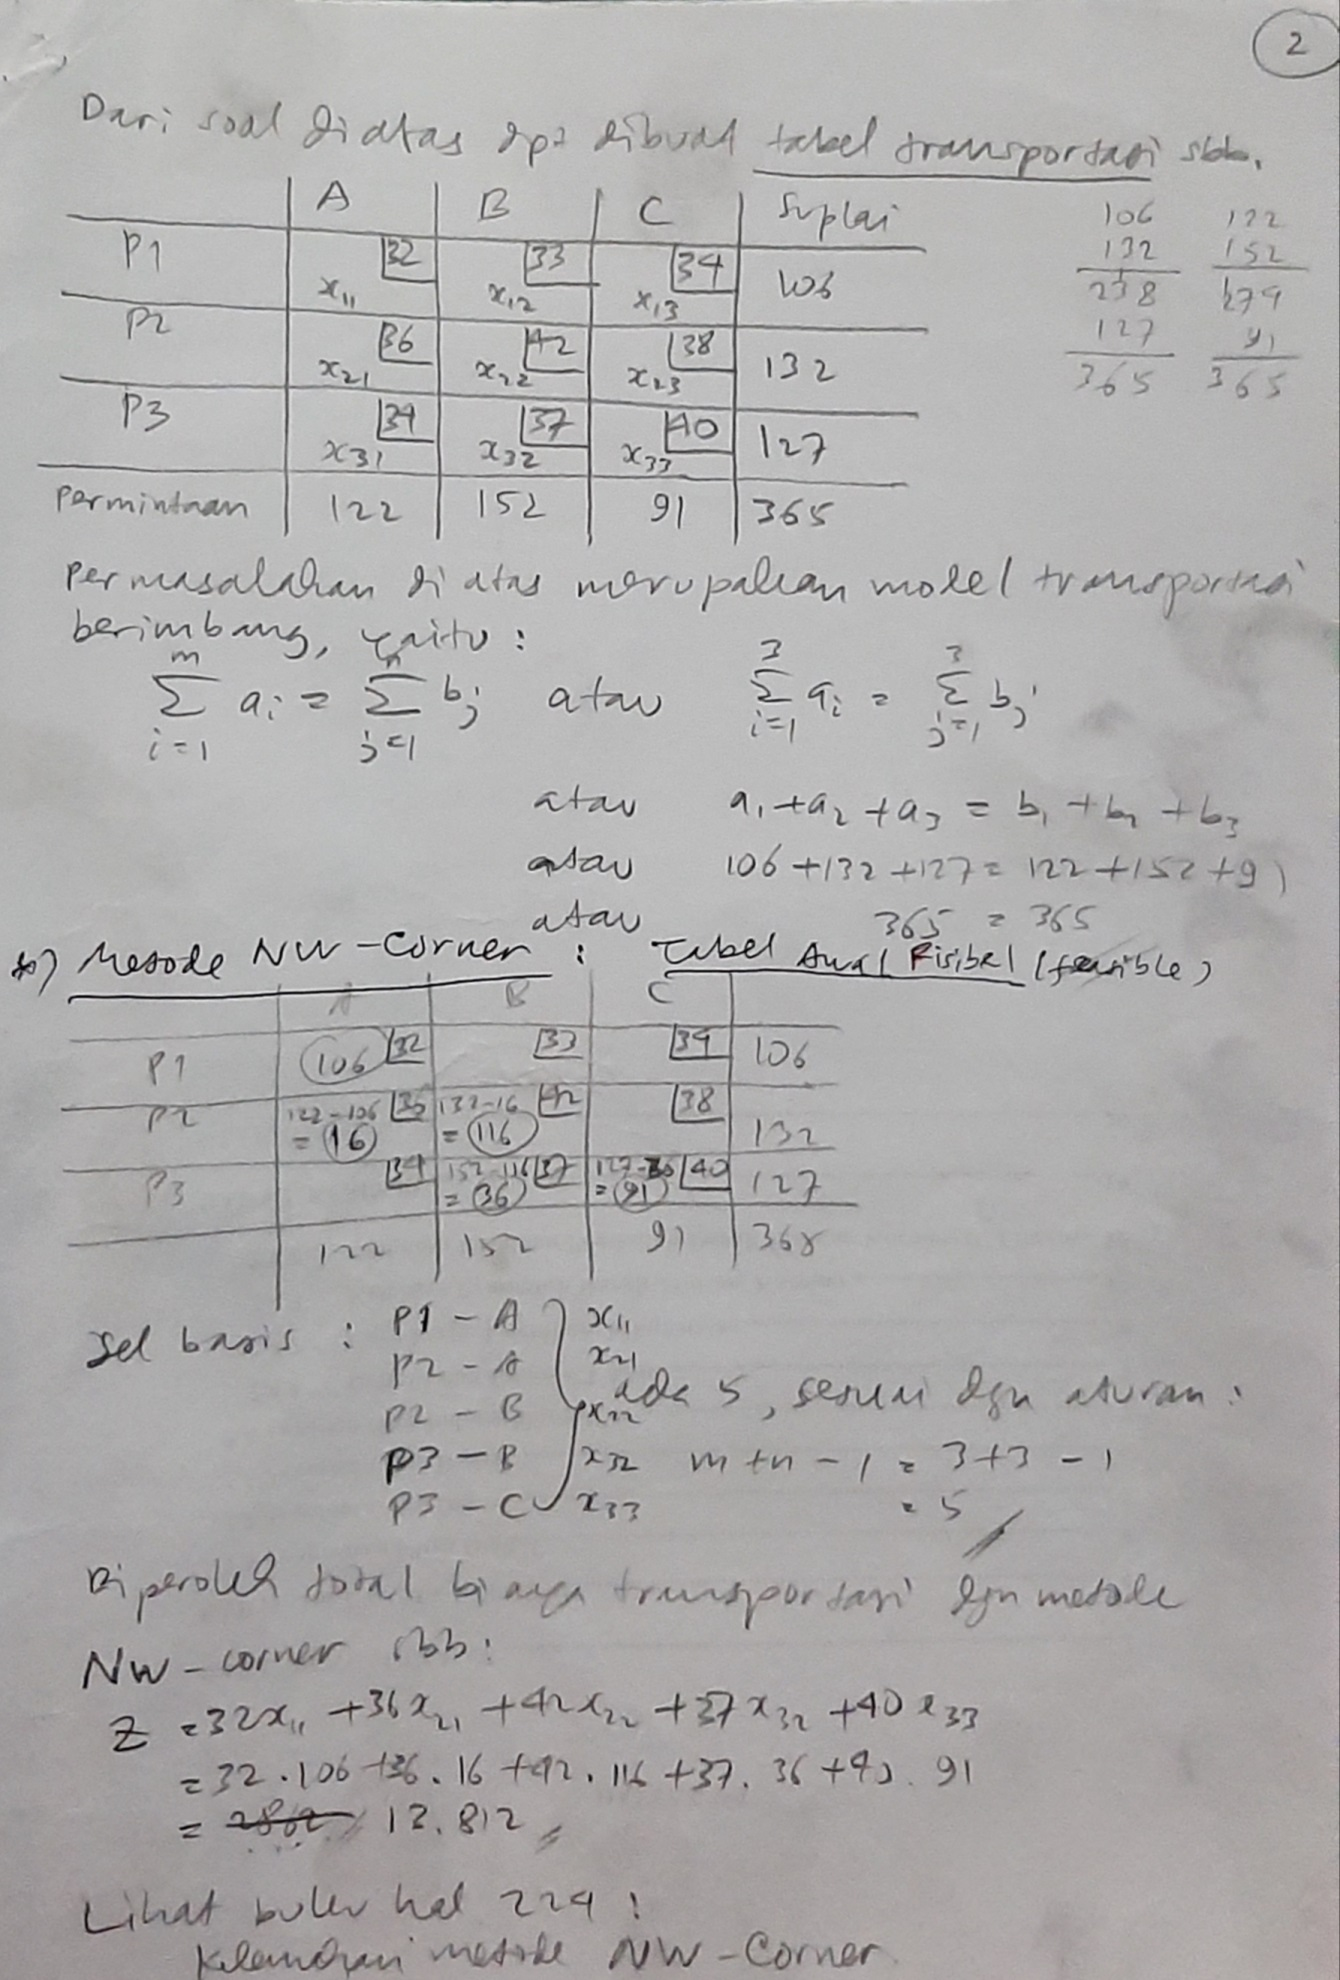 2
Dari soal diatas dpt dibuat tabel transportasi sbb.
A B C Suplai
P1 32 33 34 106
x₁₁ x₁₂ x₁₃
P2 36 42 38 132
x₂₁ x₂₂ x₂₃
P3 34 37 40 127
x₃₁ x₃₂ x₃₃
Permintaan 122 152 91 365
106 122
132 152
238 274
127 91
365 365
Permasalahan di atas merupakan model transportasi
berimbang, yaitu :
m n 3 3
Σ aᵢ = Σ bⱼ atau Σ aᵢ = Σ bⱼ
i=1 j=1 i=1 j=1
atau a₁ + a₂ + a₃ = b₁ + b₂ + b₃
atau 106 + 132 + 127 = 122 + 152 + 91
atau 365 = 365
Metode NW-Corner : Tabel Awal Fisibel (feasible)
A B C
P1 106 32 33 34 106
P2 122-106 36 132-16 42 38
= 16 = 116 132
P3 34 152-116 37 127-36 40 127
= 36 = 91
122 152 91 365
Sel basis : P1 - A x₁₁
P2 - A x₂₁
P2 - B x₂₂ ada 5, sesuai dgn aturan :
P3 - B x₃₂ m + n - 1 = 3+3 - 1
P3 - C x₃₃ = 5
Diperoleh total biaya transportasi dgn metode
NW-corner sbb:
Z = 32x₁₁ + 36x₂₁ + 42x₂₂ + 37x₃₂ + 40x₃₃
= 32.106 + 36.16 + 42.116 + 37.36 + 40.91
= 13.812
Lihat buku hal 224 :
Kelemahan metode NW-Corner.